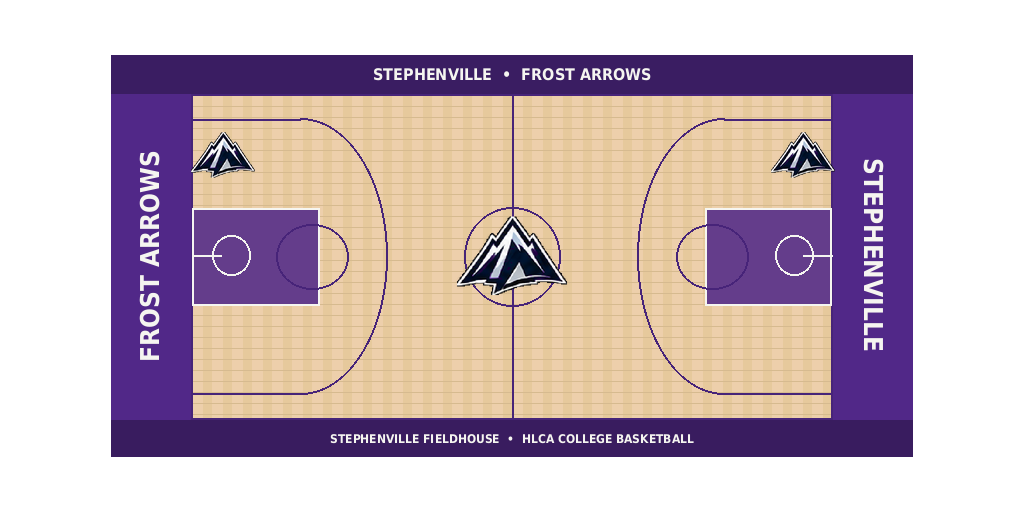 STEPHENVILLE • FROST ARROWS
FROST ARROWS
STEPHENVILLE
STEPHENVILLE FIELDHOUSE • HLCA COLLEGE BASKETBALL